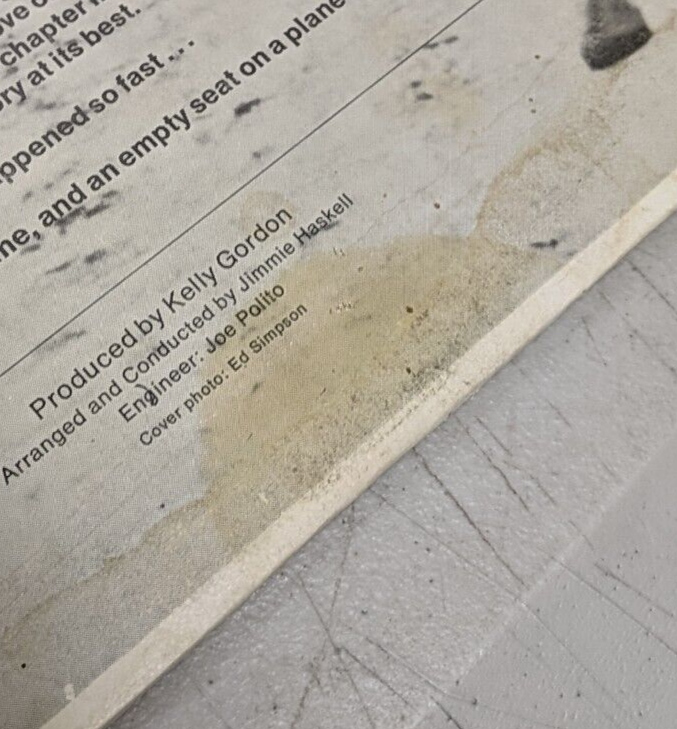 chapter
ry at its best.
ppened so fast...
me, and an empty seat on a plane
Produced by Kelly Gordon
Arranged and Conducted by Jimmie Haskell
Engineer: Joe Polito
Cover photo: Ed Simpson